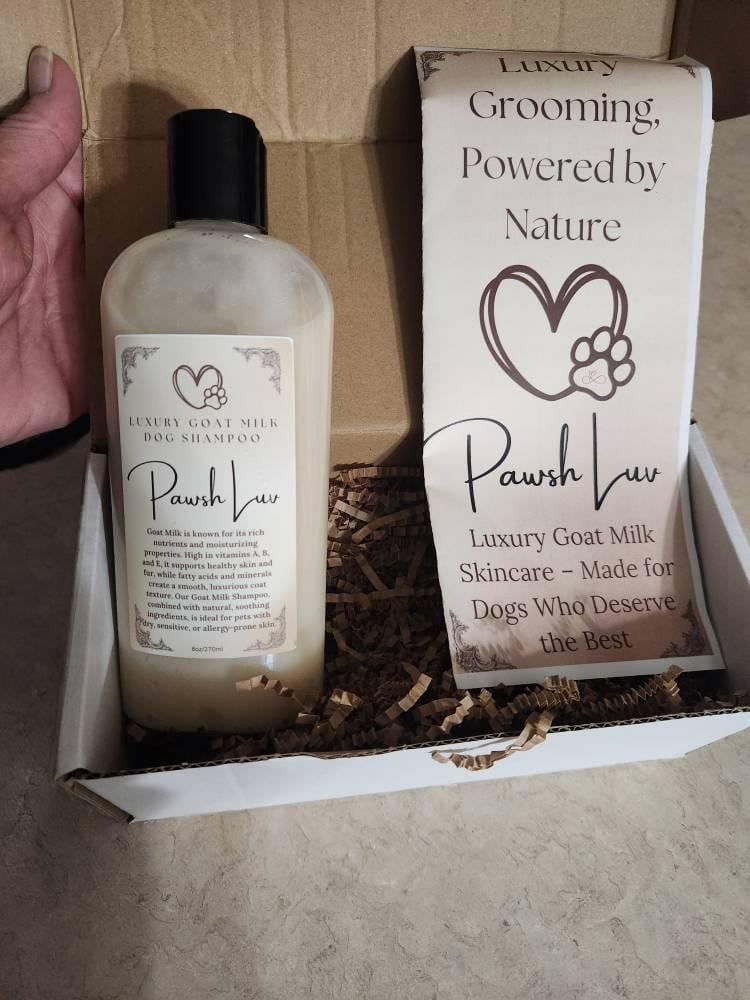 LUXURY GOAT MILK
DOG SHAMPOO
Pawsh Luv
Goat Milk is known for its rich
nutrients and moisturizing
properties. High in vitamins A, B,
and E, it supports healthy skin and
fur, while fatty acids and minerals
create a smooth, luxurious coat
texture. Our Goat Milk Shampoo,
combined with natural, soothing
ingredients, is ideal for pets with
dry, sensitive, or allergy-prone skin.
8oz/270ml
Luxury
Grooming,
Powered by
Nature
Pawsh Luv
Luxury Goat Milk
Skincare – Made for
Dogs Who Deserve
the Best